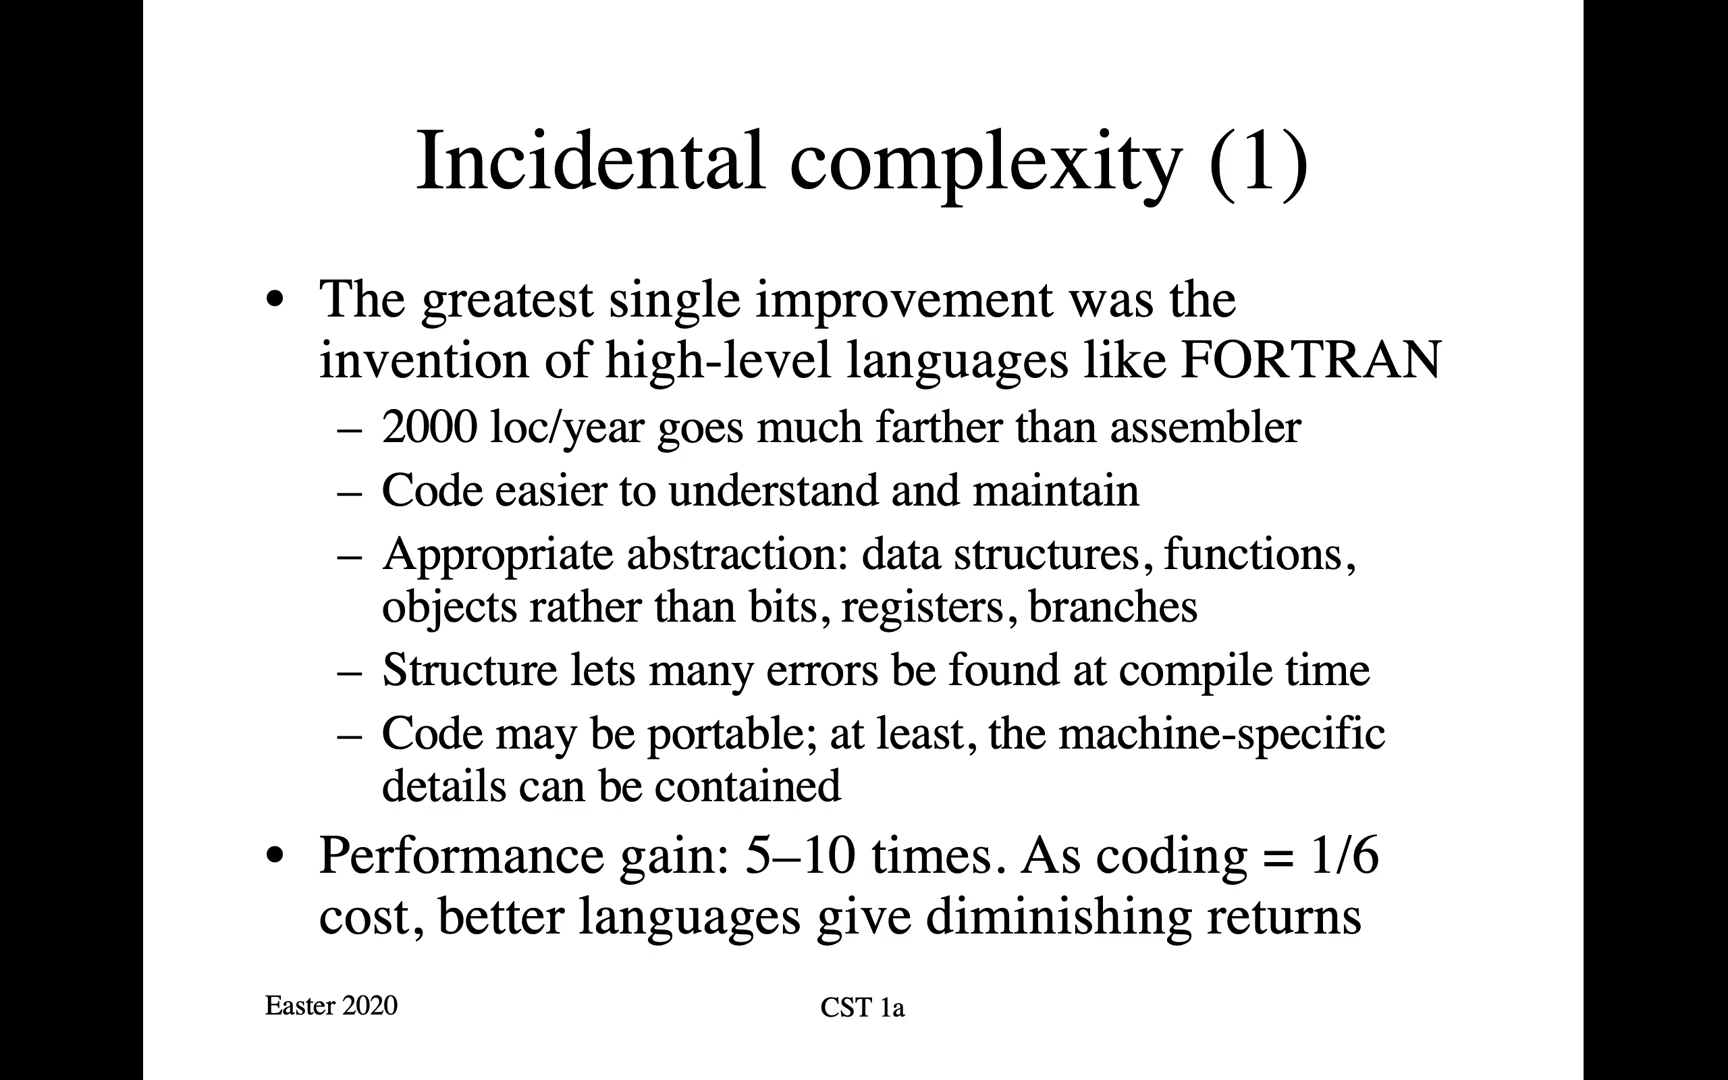 Incidental complexity (1)
• The greatest single improvement was the
invention of high-level languages like FORTRAN
– 2000 loc/year goes much farther than assembler
– Code easier to understand and maintain
– Appropriate abstraction: data structures, functions,
objects rather than bits, registers, branches
– Structure lets many errors be found at compile time
– Code may be portable; at least, the machine-specific
details can be contained
• Performance gain: 5–10 times. As coding = 1/6
cost, better languages give diminishing returns
Easter 2020
CST 1a